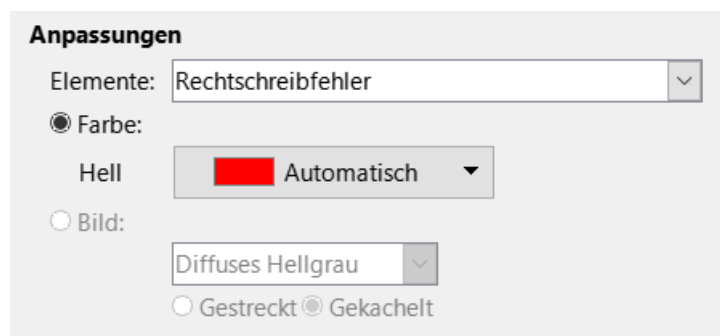 Anpassungen
Elemente: Rechtschreibfehler
Farbe:
Hell Automatisch
Bild:
Diffuses Hellgrau
Gestreckt Gekachelt